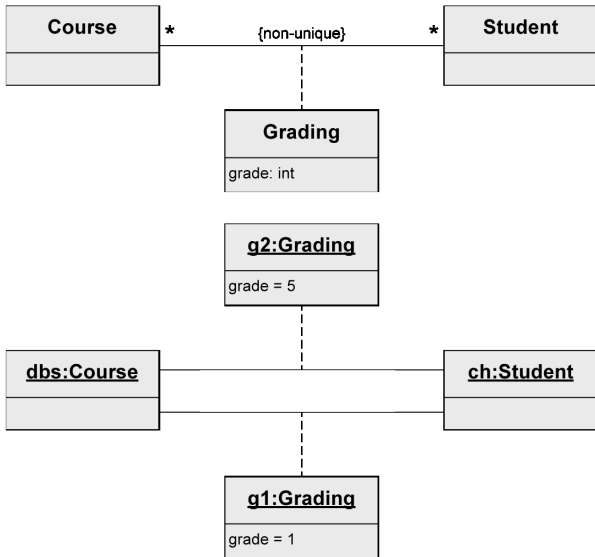 Course * {non-unique} * Student
Grading
grade: int
g2:Grading
grade = 5
dbs:Course ch:Student
g1:Grading
grade = 1